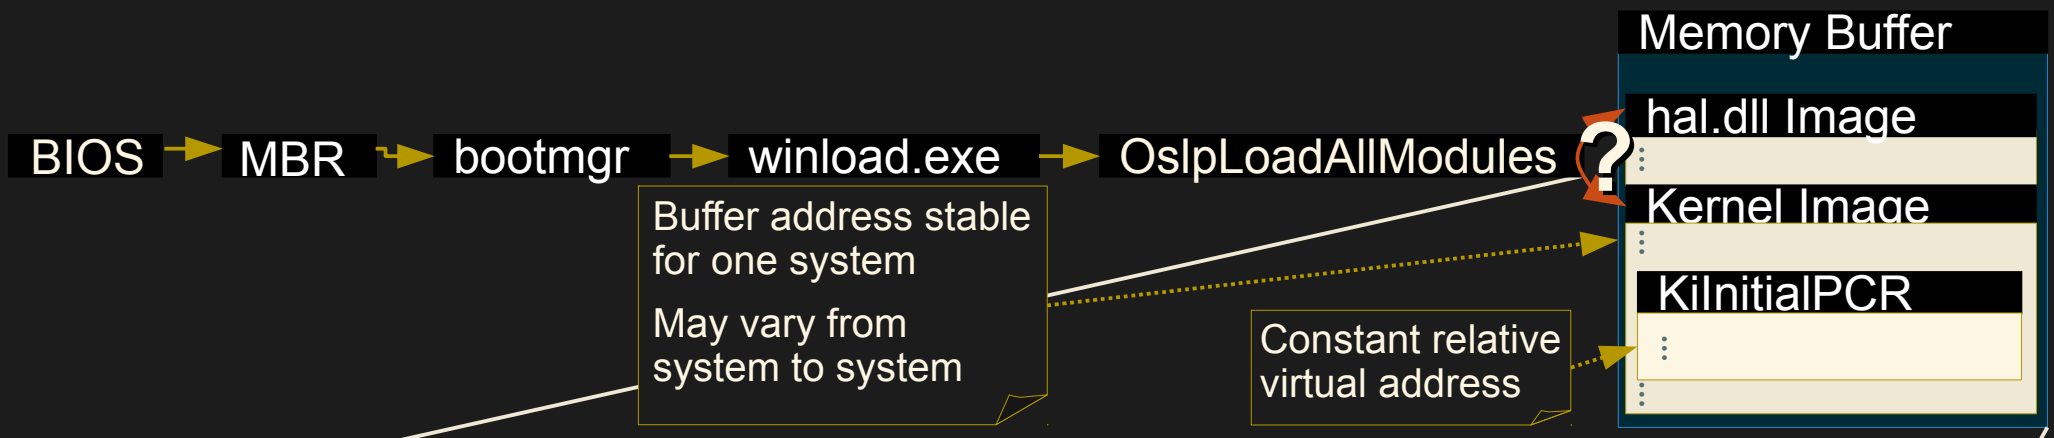 Memory Buffer
hal.dll Image
BIOS
MBR
bootmgr
winload.exe
OslpLoadAllModules
?
Kernel Image
Buffer address stable
for one system
May vary from
system to system
KiInitialPCR
Constant relative
virtual address